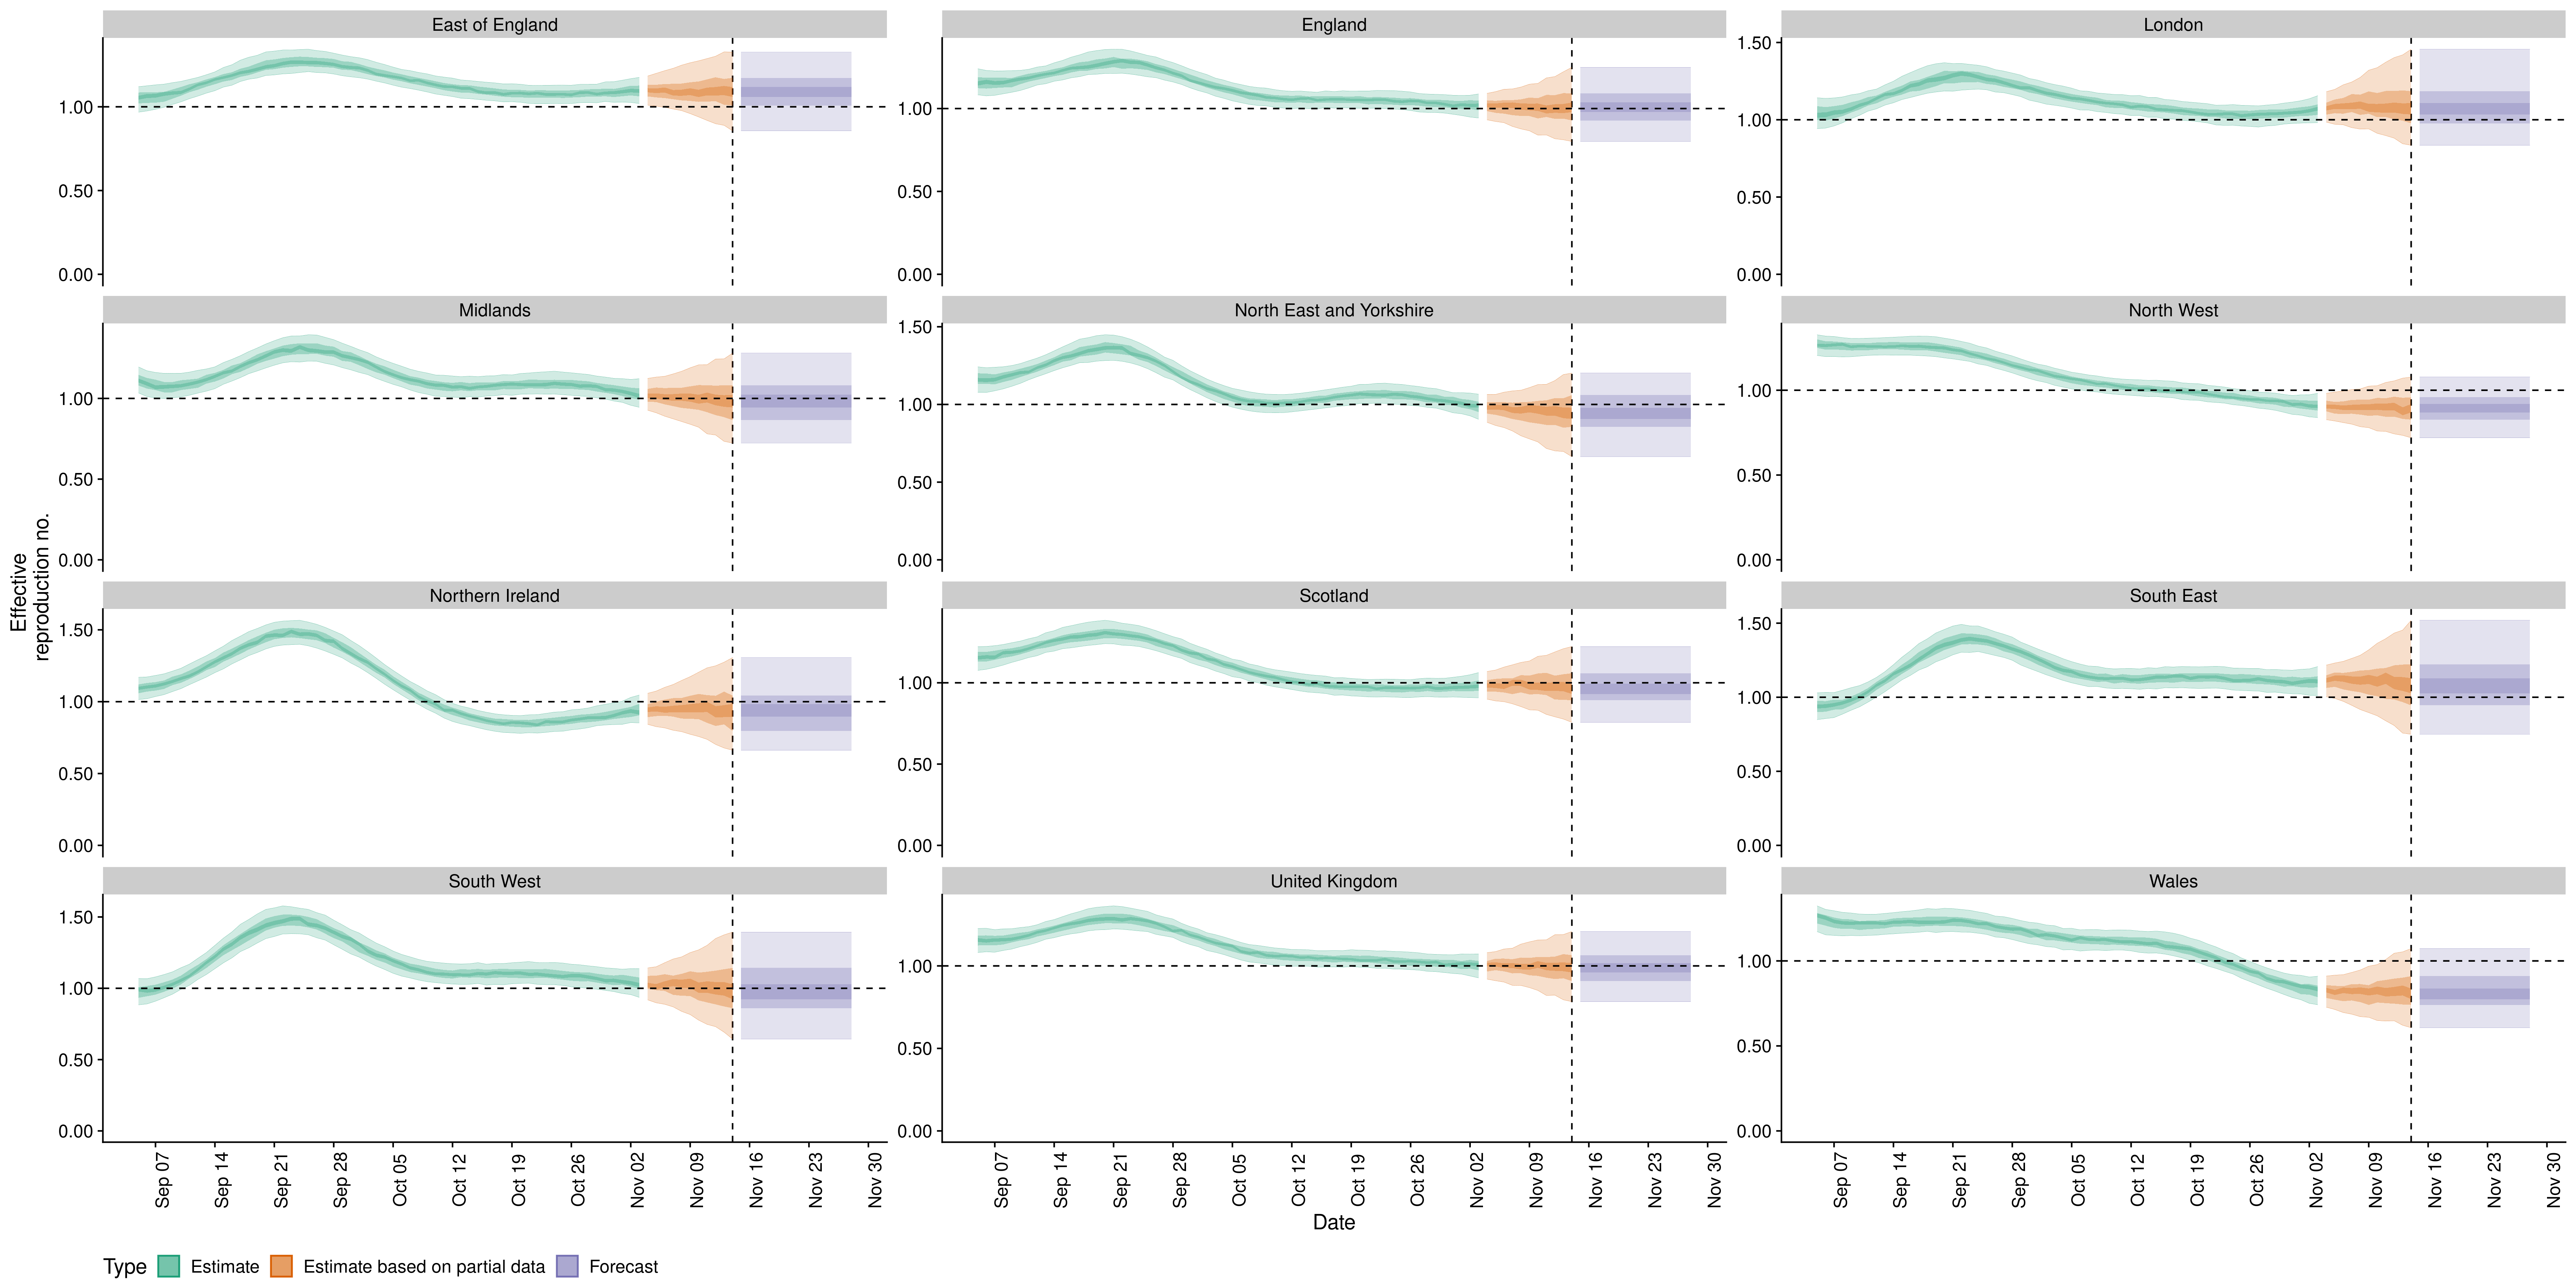 East of England
England
London
1.00
0.50
0.00
1.00
0.50
0.00
1.50
1.00
0.50
0.00
Midlands
North East and Yorkshire
North West
1.00
0.50
0.00
1.50
1.00
0.50
0.00
1.00
0.50
0.00
Effective
reproduction no.
Northern Ireland
Scotland
South East
1.50
1.00
0.50
0.00
1.00
0.50
0.00
1.50
1.00
0.50
0.00
South West
United Kingdom
Wales
1.50
1.00
0.50
0.00
1.00
0.50
0.00
1.00
0.50
0.00
Sep 07
Sep 14
Sep 21
Sep 28
Oct 05
Oct 12
Oct 19
Oct 26
Nov 02
Nov 09
Nov 16
Nov 23
Nov 30
Sep 07
Sep 14
Sep 21
Sep 28
Oct 05
Oct 12
Oct 19
Oct 26
Nov 02
Nov 09
Nov 16
Nov 23
Nov 30
Sep 07
Sep 14
Sep 21
Sep 28
Oct 05
Oct 12
Oct 19
Oct 26
Nov 02
Nov 09
Nov 16
Nov 23
Nov 30
Date
Type Estimate Estimate based on partial data Forecast